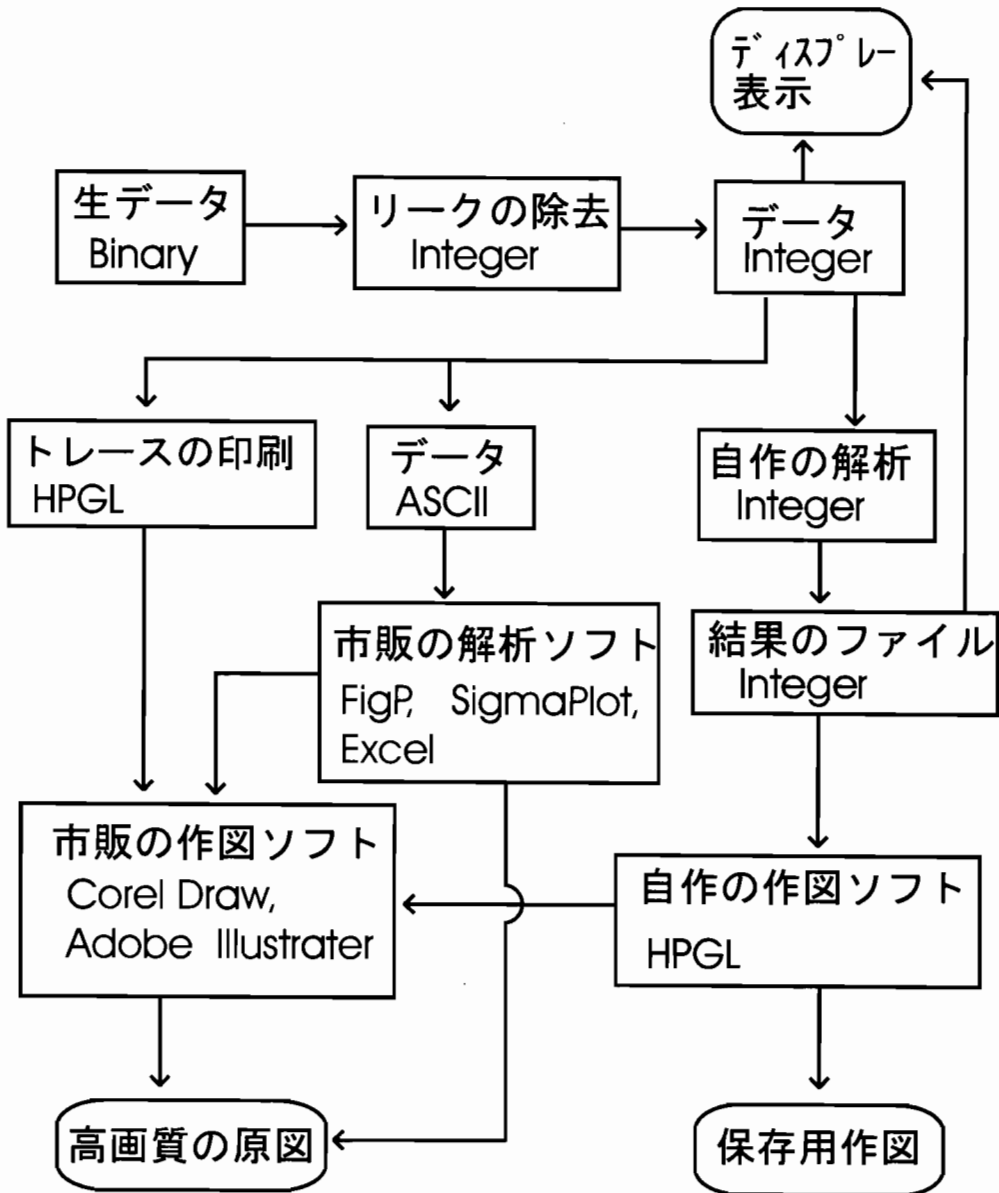 ディスプレー
表示
生データ
Binary
リークの除去
Integer
データ
Integer
トレースの印刷
HPGL
データ
ASCII
自作の解析
Integer
市販の解析ソフト
FigP, SigmaPlot,
Excel
結果のファイル
Integer
市販の作図ソフト
Corel Draw,
Adobe Illustrater
自作の作図ソフト
HPGL
高画質の原図
保存用作図